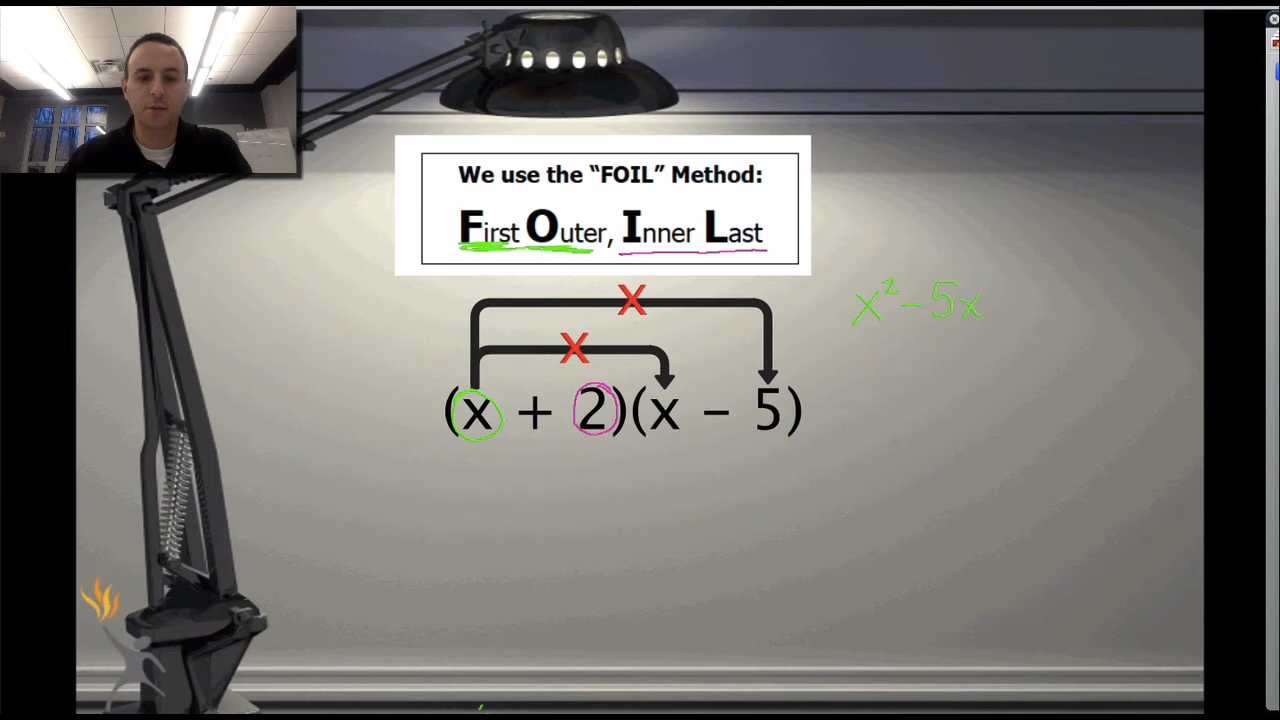 We use the “FOIL” Method:
First Outer, Inner Last
x² – 5x
X
X
(x + 2)(x – 5)